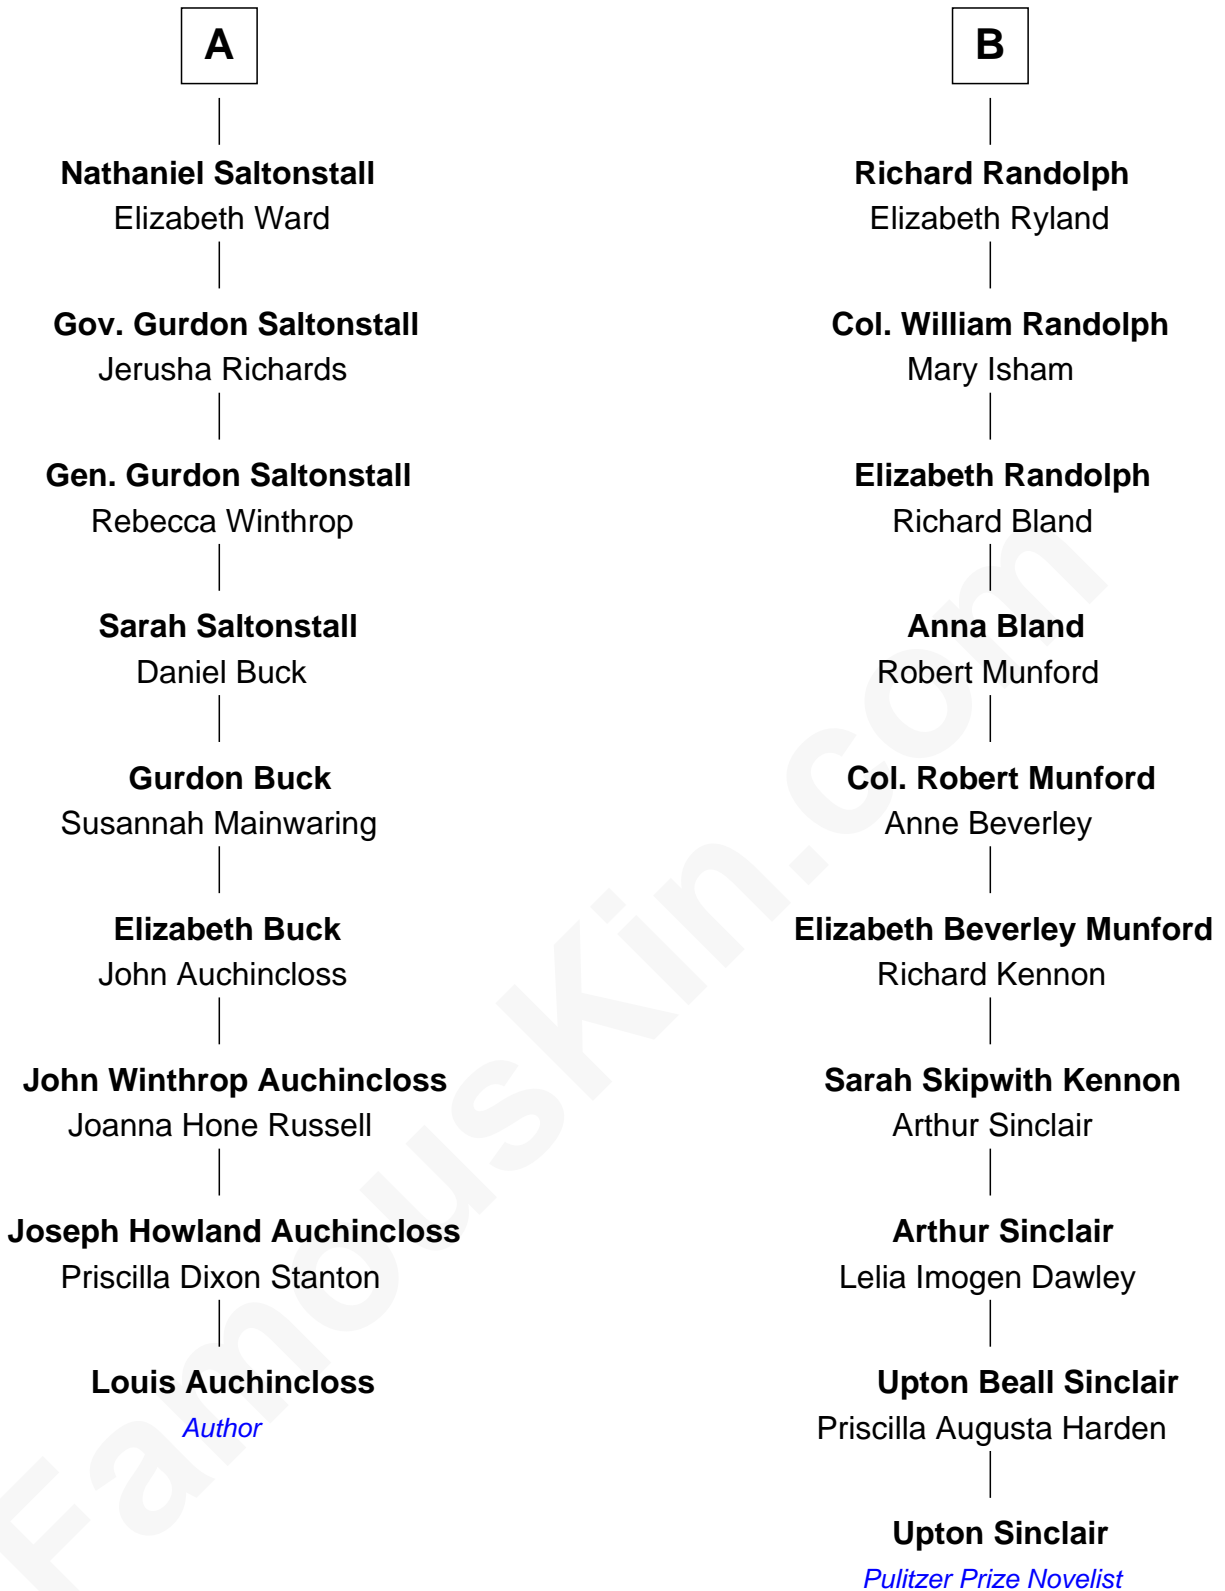 A
Nathaniel Saltonstall
Elizabeth Ward
Gov. Gurdon Saltonstall
Jerusha Richards
Gen. Gurdon Saltonstall
Rebecca Winthrop
Sarah Saltonstall
Daniel Buck
Gurdon Buck
Susannah Mainwaring
Elizabeth Buck
John Auchincloss
John Winthrop Auchincloss
Joanna Hone Russell
Joseph Howland Auchincloss
Priscilla Dixon Stanton
Louis Auchincloss
Author
B
Richard Randolph
Elizabeth Ryland
Col. William Randolph
Mary Isham
Elizabeth Randolph
Richard Bland
Anna Bland
Robert Munford
Col. Robert Munford
Anne Beverley
Elizabeth Beverley Munford
Richard Kennon
Sarah Skipwith Kennon
Arthur Sinclair
Arthur Sinclair
Lelia Imogen Dawley
Upton Beall Sinclair
Priscilla Augusta Harden
Upton Sinclair
Pulitzer Prize Novelist
FamousKin.com